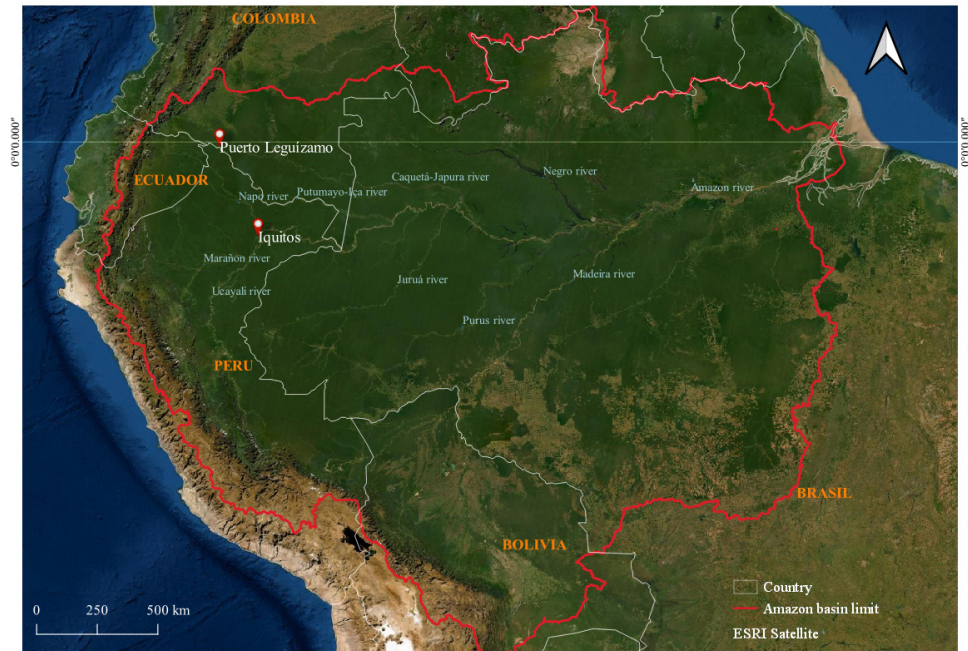 COLOMBIA
0°0'0.000"
0°0'0.000"
Puerto Leguízamo
ECUADOR
Napo river
Putumayo-Iça river
Caquetá-Japura river
Negro river
Amazon river
Iquitos
Marañon river
Ucayali river
Juruá river
Madeira river
Purus river
PERU
BRASIL
BOLIVIA
Country
Amazon basin limit
ESRI Satellite
0 250 500 km